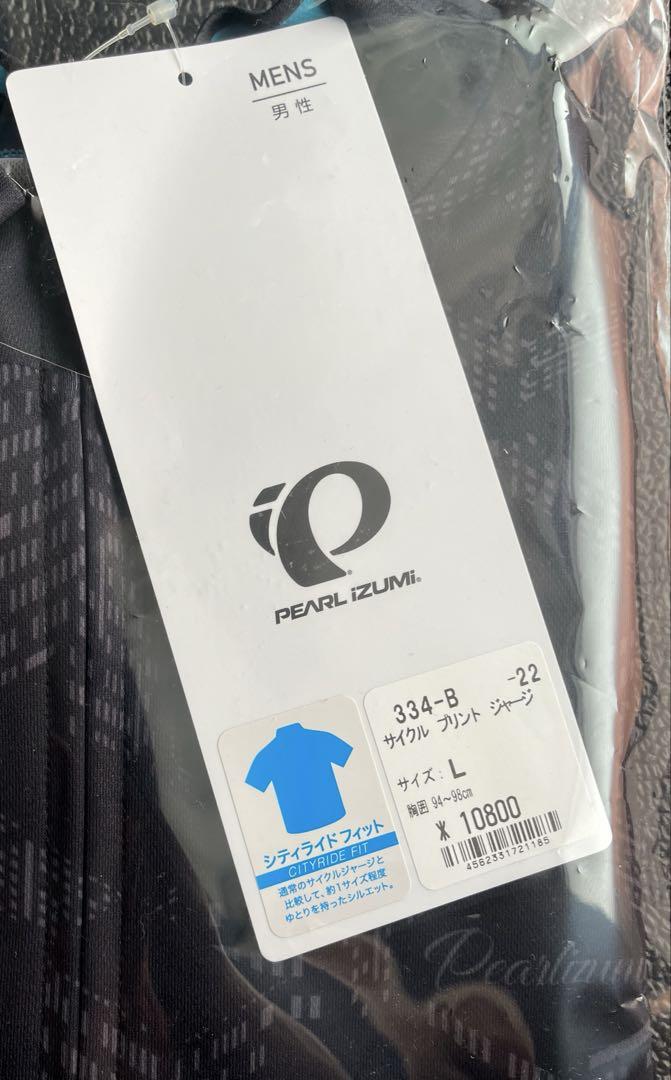 MENS
男性
PEARL iZUMi®
シティライドフィット
CITYRIDE FIT
通常のサイクルジャージと
比較して、約1サイズ程度
ゆとりを持ったシルエット。
334-B -22
サイクル プリント ジャージ
サイズ: L
胸囲 94~98cm
¥ 10800
4562331721185
Pearlizumi